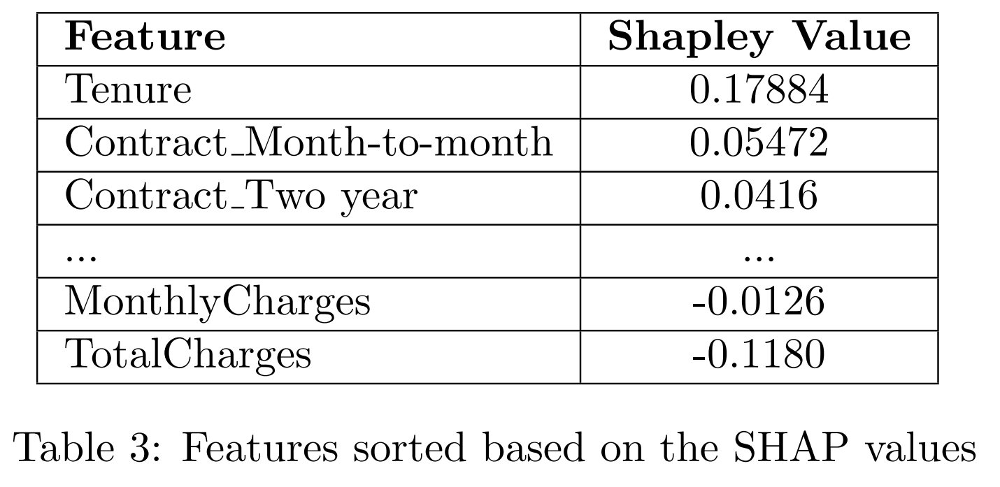 Feature Shapley Value
Tenure 0.17884
Contract_Month-to-month 0.05472
Contract_Two year 0.0416
... ...
MonthlyCharges -0.0126
TotalCharges -0.1180
Table 3: Features sorted based on the SHAP values